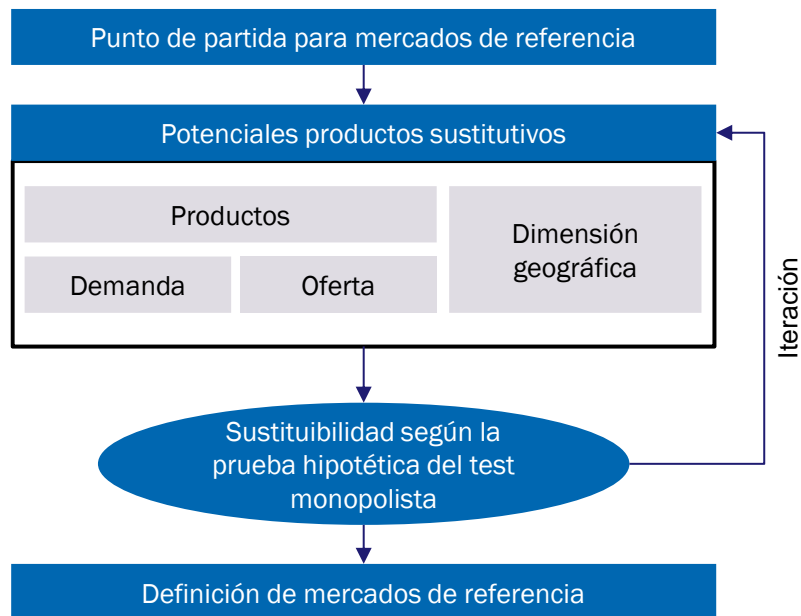 Punto de partida para mercados de referencia
Potenciales productos sustitutivos
Productos
Demanda
Oferta
Dimensión
geográfica
Iteración
Sustituibilidad según la
prueba hipotética del test
monopolista
Definición de mercados de referencia